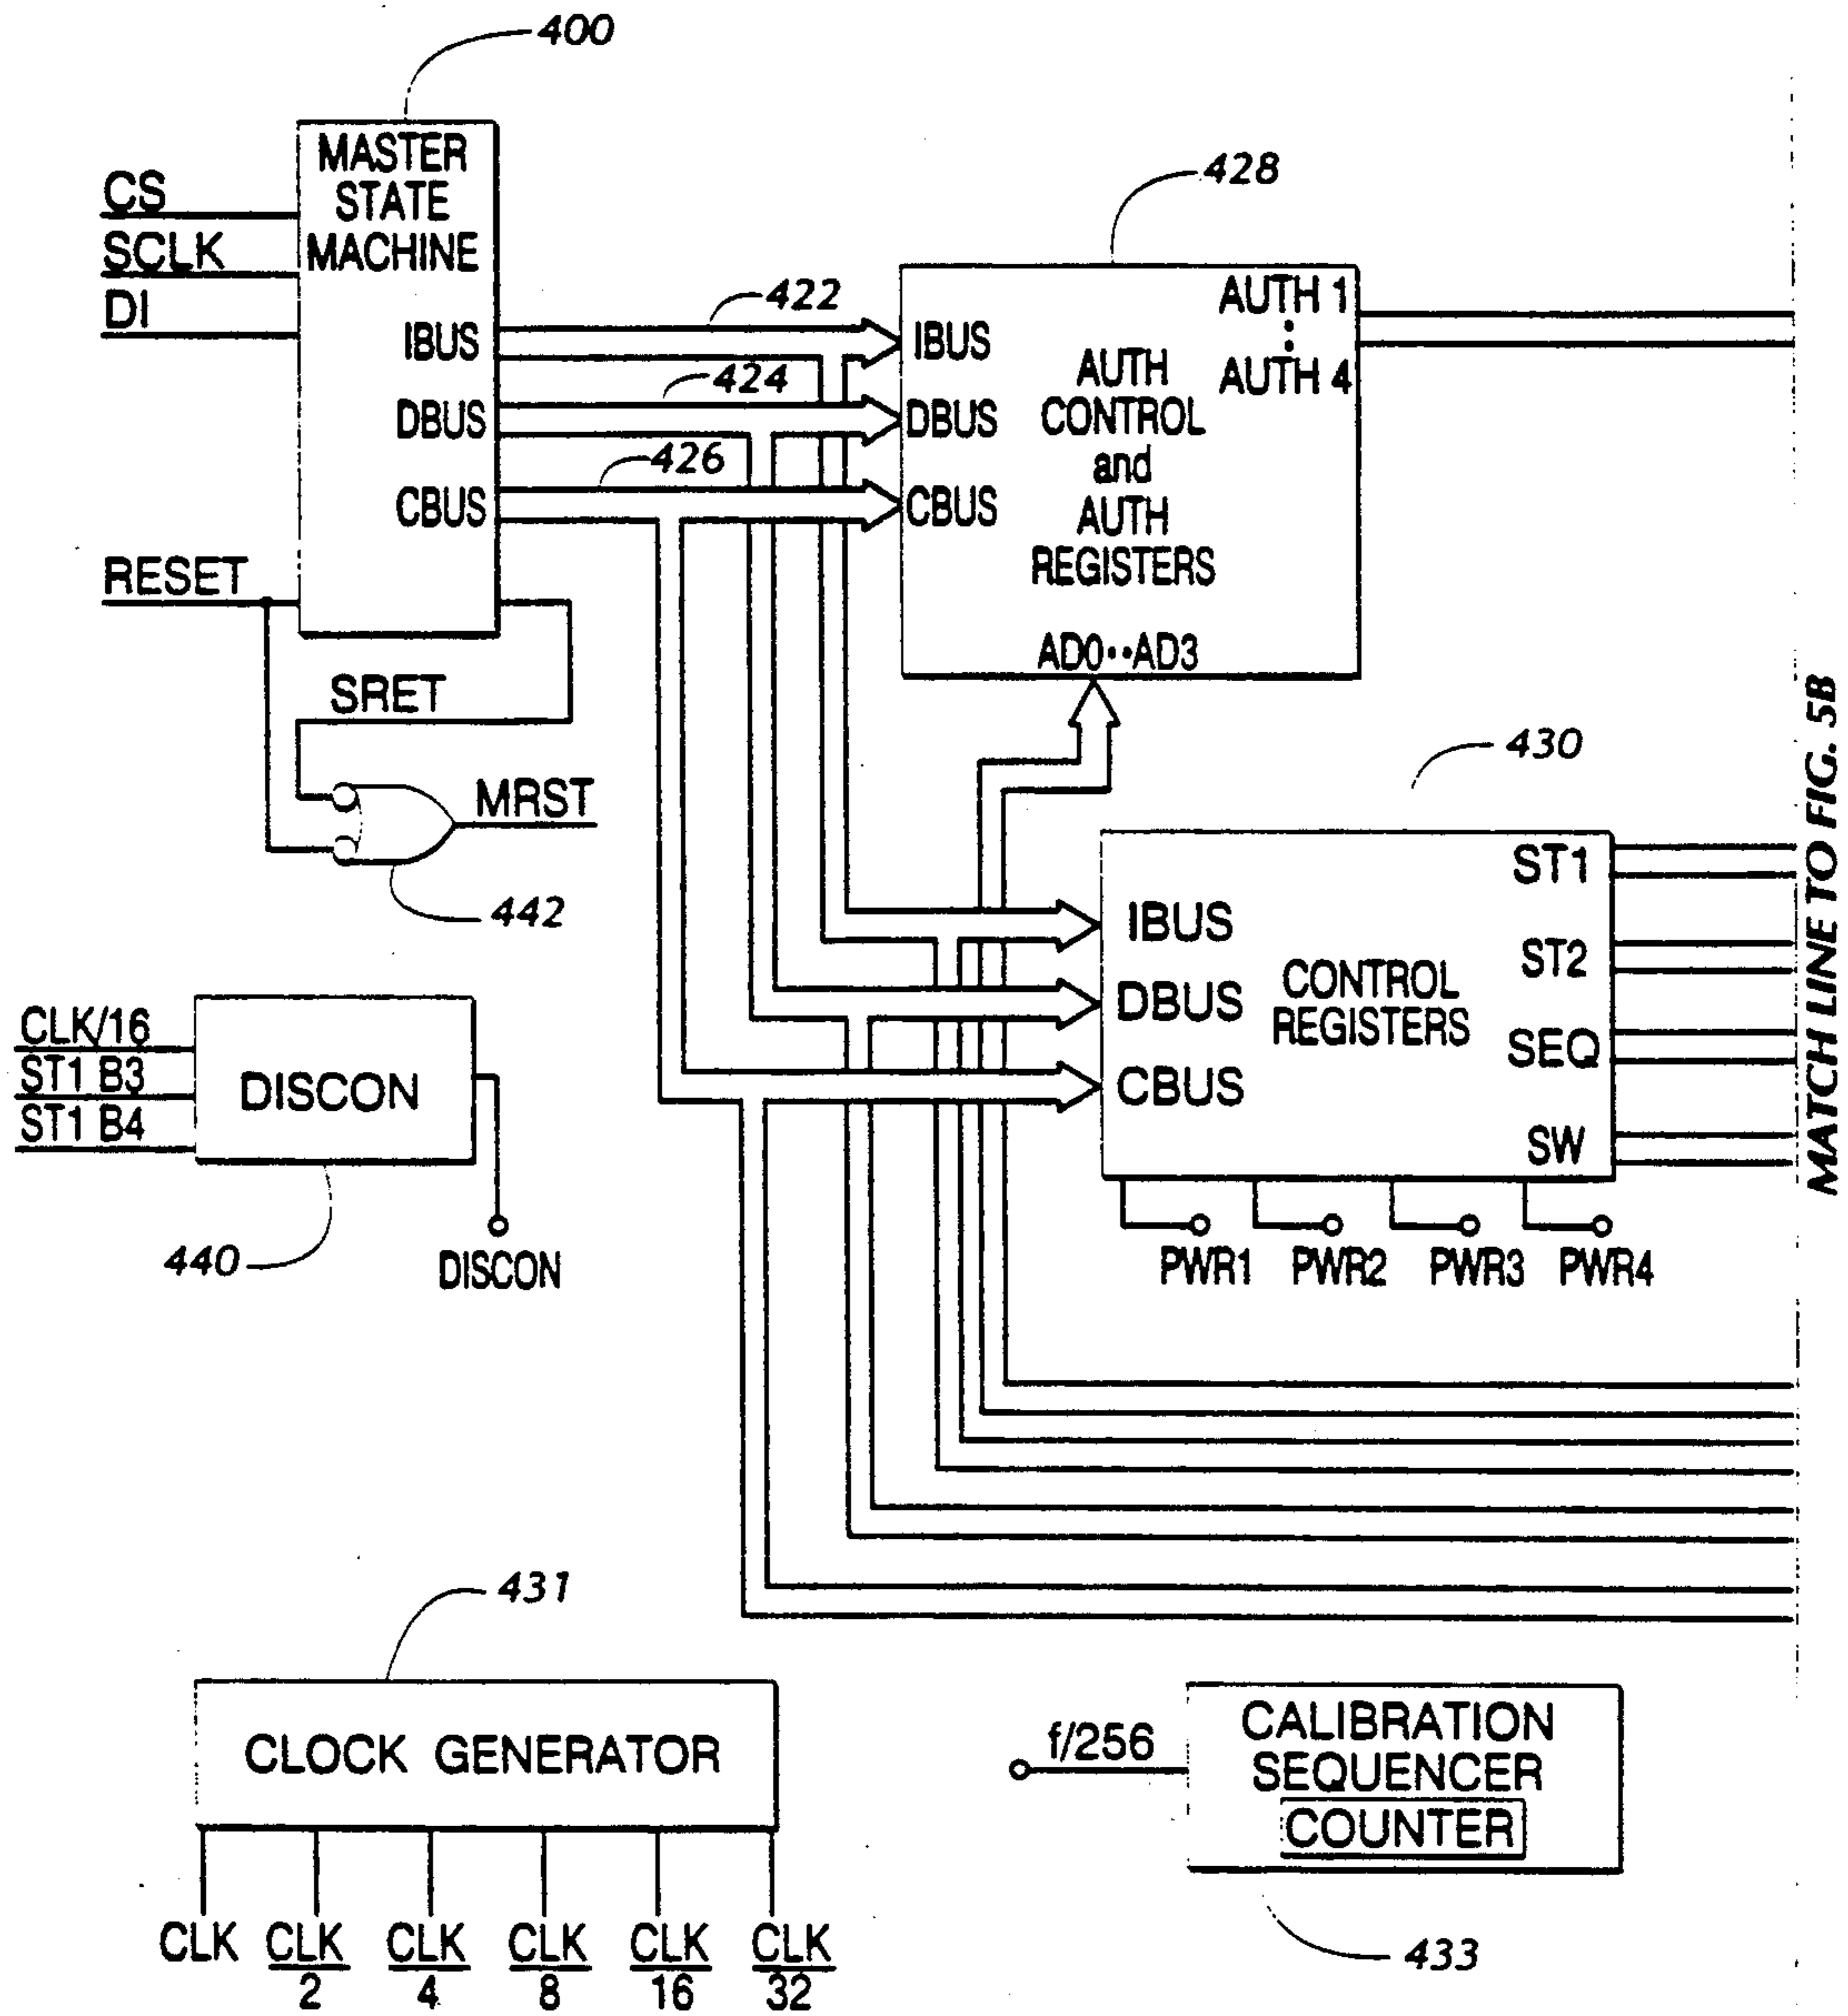 400
MASTER
STATE
MACHINE
CS
SCLK
DI
IBUS
DBUS
CBUS
RESET
422
424
426
428
AUTH 1
AUTH 4
IBUS
DBUS
CBUS
AUTH
CONTROL
and
AUTH
REGISTERS
AD0··AD3
SRET
MRST
442
430
ST1
ST2
SEQ
SW
IBUS
DBUS
CBUS
CONTROL
REGISTERS
PWR1 PWR2 PWR3 PWR4
MATCH LINE TO FIG. 5B
CLK/16
ST1 B3
ST1 B4
DISCON
440
DISCON
431
CLOCK GENERATOR
CLK CLK CLK CLK CLK CLK
2 4 8 16 32
f/256
CALIBRATION
SEQUENCER
COUNTER
433